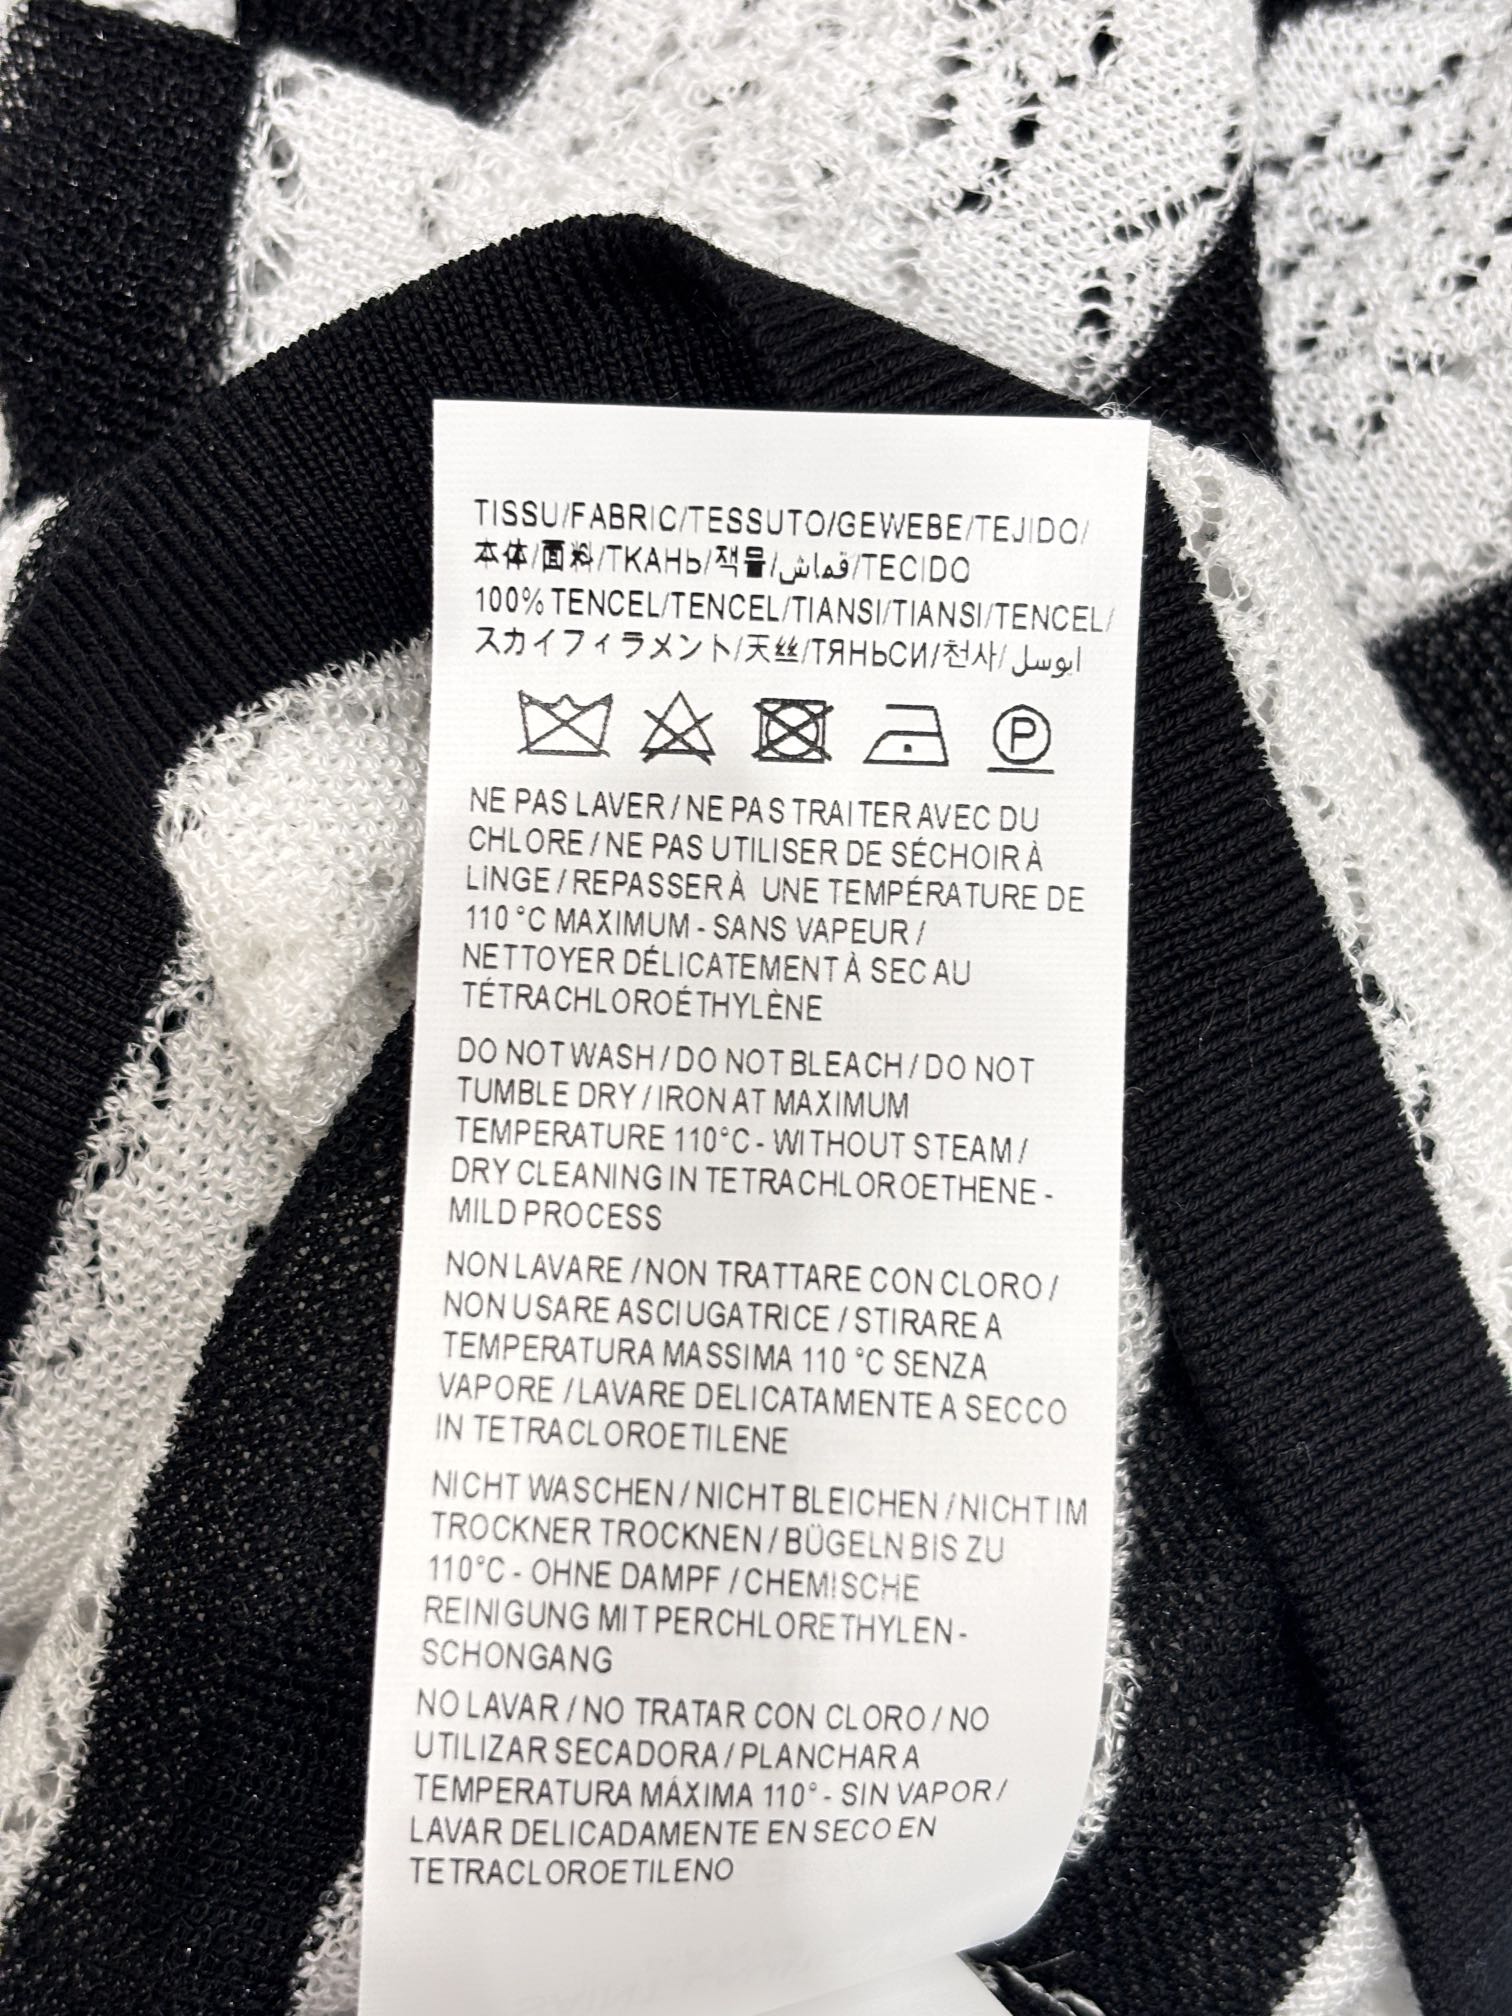 TISSU/FABRIC/TESSUTO/GEWEBE/TEJIDO/
本体/面料/ТКАНЬ/책물/قماش/TECIDO
100% TENCEL/TENCEL/TIANSI/TIANSI/TENCEL/
スカイフィラメント/天丝/ТЯНЬСИ/천사/ايوسل
P
NE PAS LAVER / NE PAS TRAITER AVEC DU
CHLORE / NE PAS UTILISER DE SÉCHOIR À
LINGE / REPASSER À UNE TEMPÉRATURE DE
110 °C MAXIMUM - SANS VAPEUR /
NETTOYER DÉLICATEMENT À SEC AU
TÉTRACHLOROÉTHYLÈNE
DO NOT WASH / DO NOT BLEACH / DO NOT
TUMBLE DRY / IRON AT MAXIMUM
TEMPERATURE 110°C - WITHOUT STEAM /
DRY CLEANING IN TETRACHLOROETHENE -
MILD PROCESS
NON LAVARE / NON TRATTARE CON CLORO /
NON USARE ASCIUGATRICE / STIRARE A
TEMPERATURA MASSIMA 110 °C SENZA
VAPORE / LAVARE DELICATAMENTE A SECCO
IN TETRACLOROETILENE
NICHT WASCHEN / NICHT BLEICHEN / NICHT IM
TROCKNER TROCKNEN / BÜGELN BIS ZU
110°C - OHNE DAMPF / CHEMISCHE
REINIGUNG MIT PERCHLORETHYLEN -
SCHONGANG
NO LAVAR / NO TRATAR CON CLORO / NO
UTILIZAR SECADORA / PLANCHAR A
TEMPERATURA MÁXIMA 110° - SIN VAPOR /
LAVAR DELICADAMENTE EN SECO EN
TETRACLOROETILENO